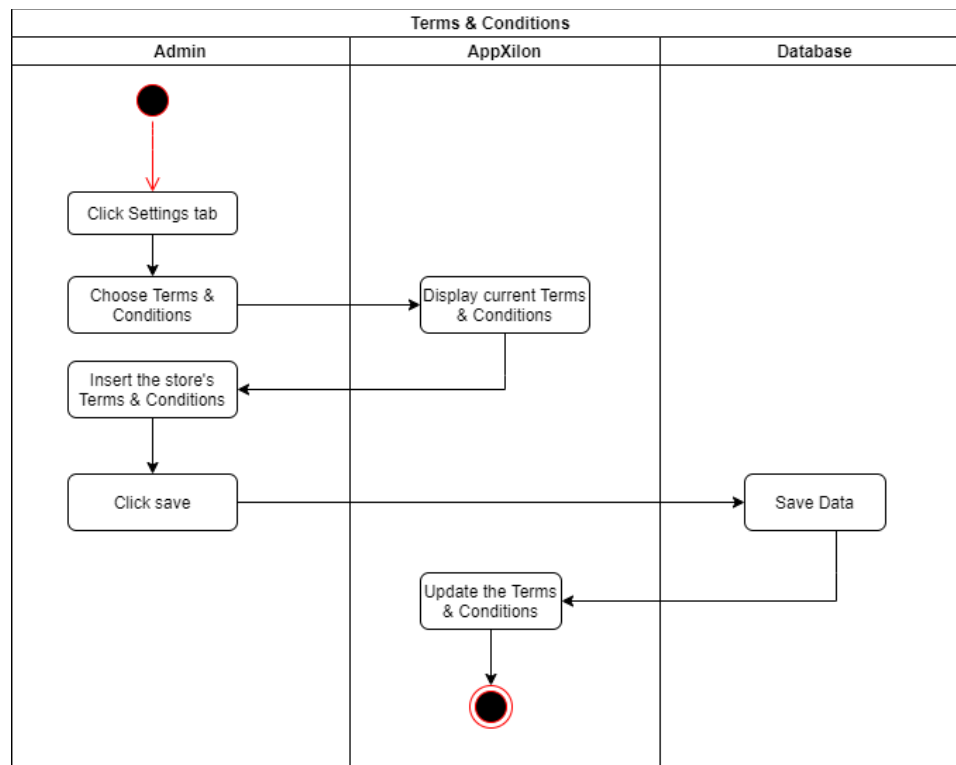 Terms & Conditions
Admin
AppXilon
Database
Click Settings tab
Choose Terms &
Conditions
Display current Terms
& Conditions
Insert the store's
Terms & Conditions
Click save
Save Data
Update the Terms
& Conditions